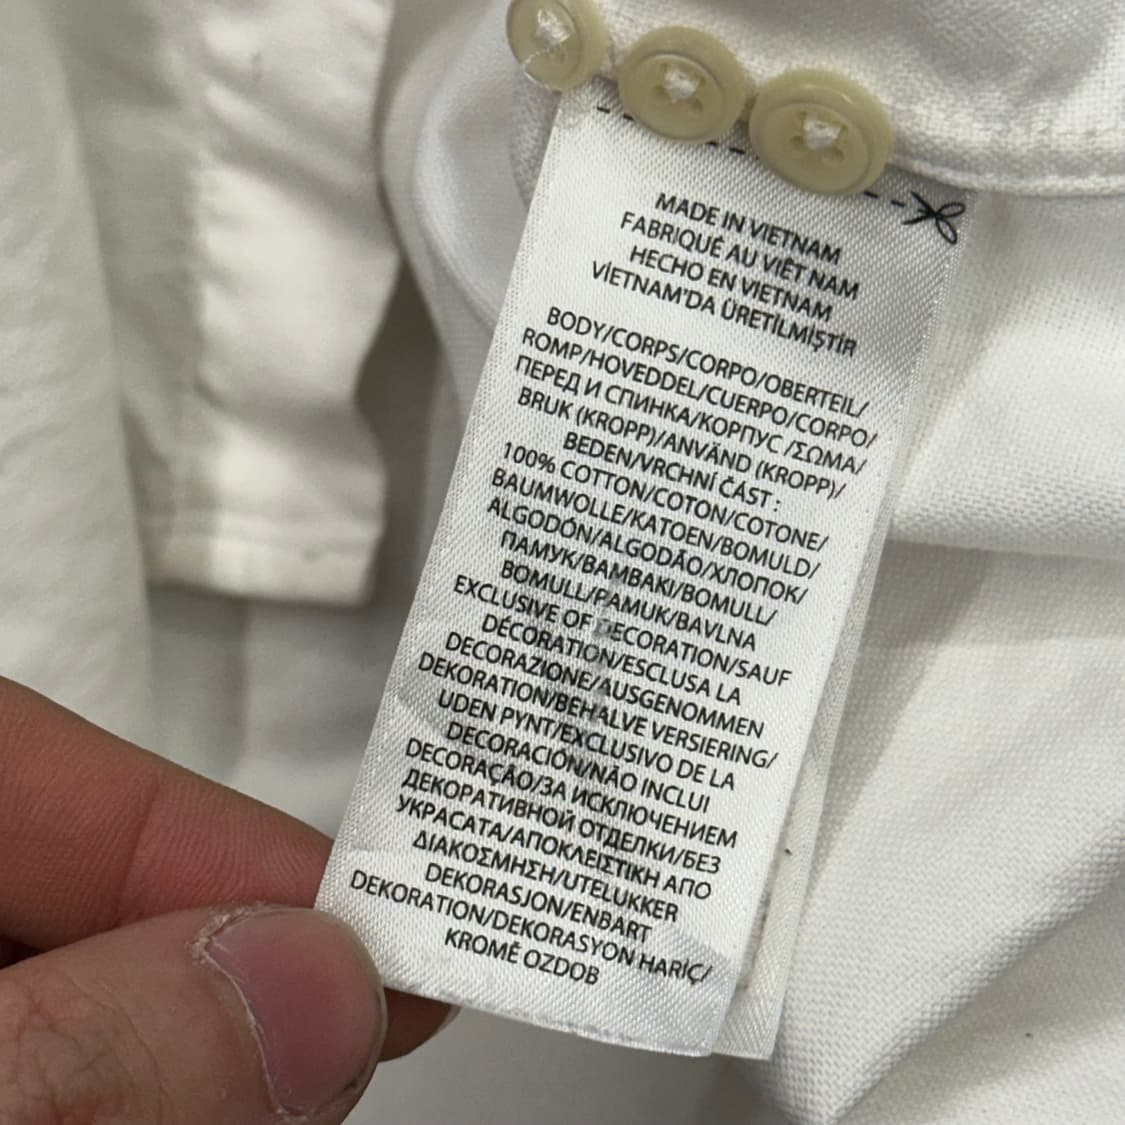 MADE IN VIETNAM
FABRIQUÉ AU VIÊT NAM
HECHO EN VIETNAM
VİETNAM'DA ÜRETİLMİŞTİR
BODY/CORPS/CORPO/OBERTEIL/
ROMP/HOVEDDEL/CUERPO/CORPO/
ПЕРЕД И СПИНКА/КОРПУС /ΣΩΜΑ/
BRUK (KROPP)/ANVÄND (KROPP)/
BEDEN/VRCHNÍ ČÁST :
100% COTTON/COTON/COTONE/
BAUMWOLLE/KATOEN/BOMULD/
ALGODÓN/ALGODÃO/ХЛОПОК/
ПАМУК/BAMBAKI/BOMULL/
BOMULL/PAMUK/BAVLNA
EXCLUSIVE OF DECORATION/SAUF
DÉCORATION/ESCLUSA LA
DECORAZIONE/AUSGENOMMEN
DEKORATION/BEHALVE VERSIERING/
UDEN PYNT/EXCLUSIVO DE LA
DECORACIÓN/NÃO INCLUI
DECORAÇÃO/ЗА ИСКЛЮЧЕНИЕМ
ДЕКОРАТИВНОЙ ОТДЕЛКИ/БЕЗ
УКРАСАТА/ΑΠΟΚΛΕΙΣΤΙΚΗ ΑΠΟ
ΔΙΑΚΟΣΜΗΣΗ/UTELUKKER
DEKORASJON/ENBART
DEKORATION/DEKORASYON HARİÇ/
KROMĚ OZDOB